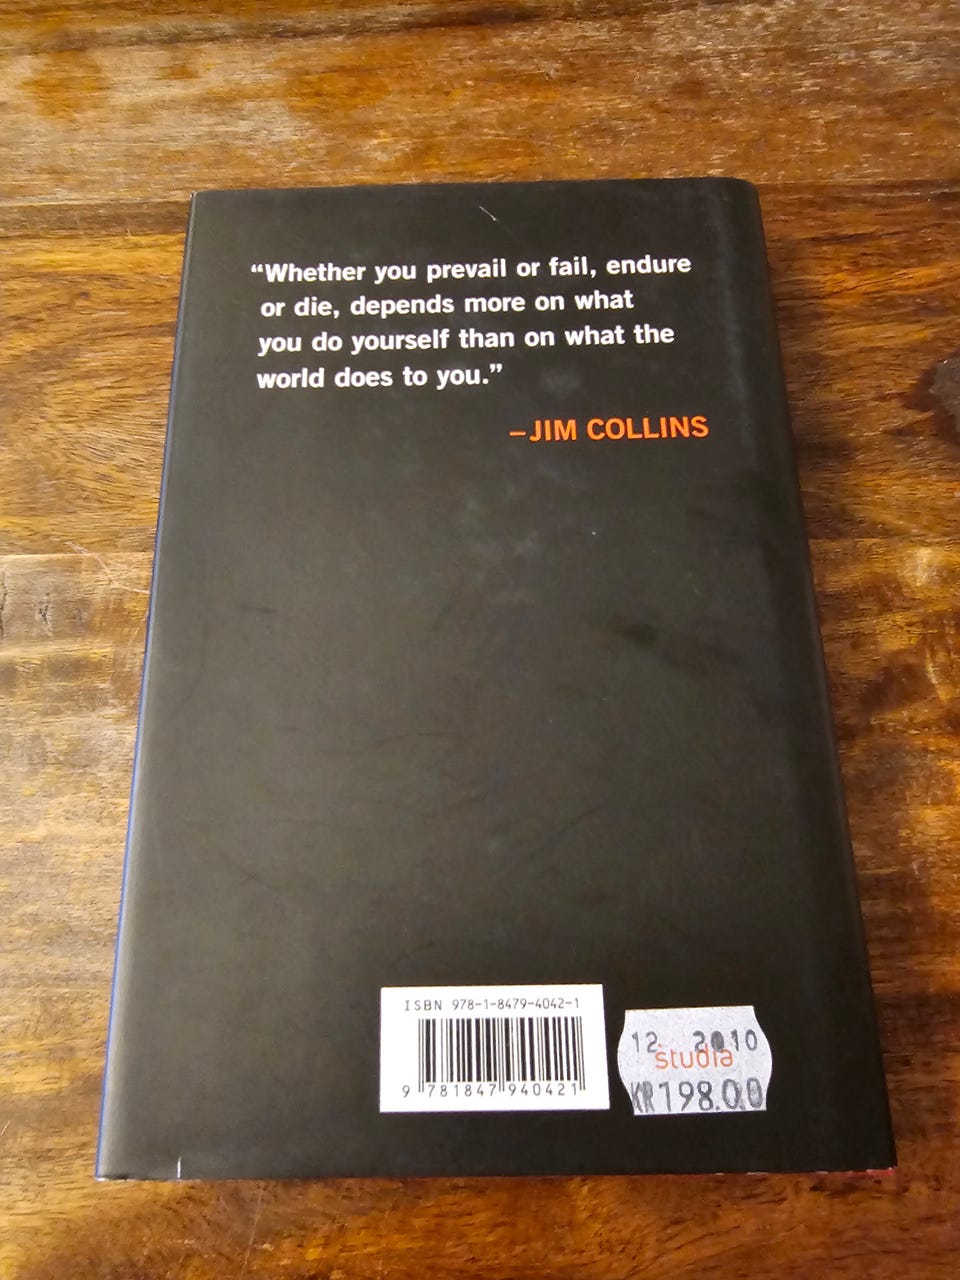 “Whether you prevail or fail, endure
or die, depends more on what
you do yourself than on what the
world does to you.”
–JIM COLLINS
ISBN 978-1-8479-4042-1
9 781847 940421
12 2010
studia
KR 198.00